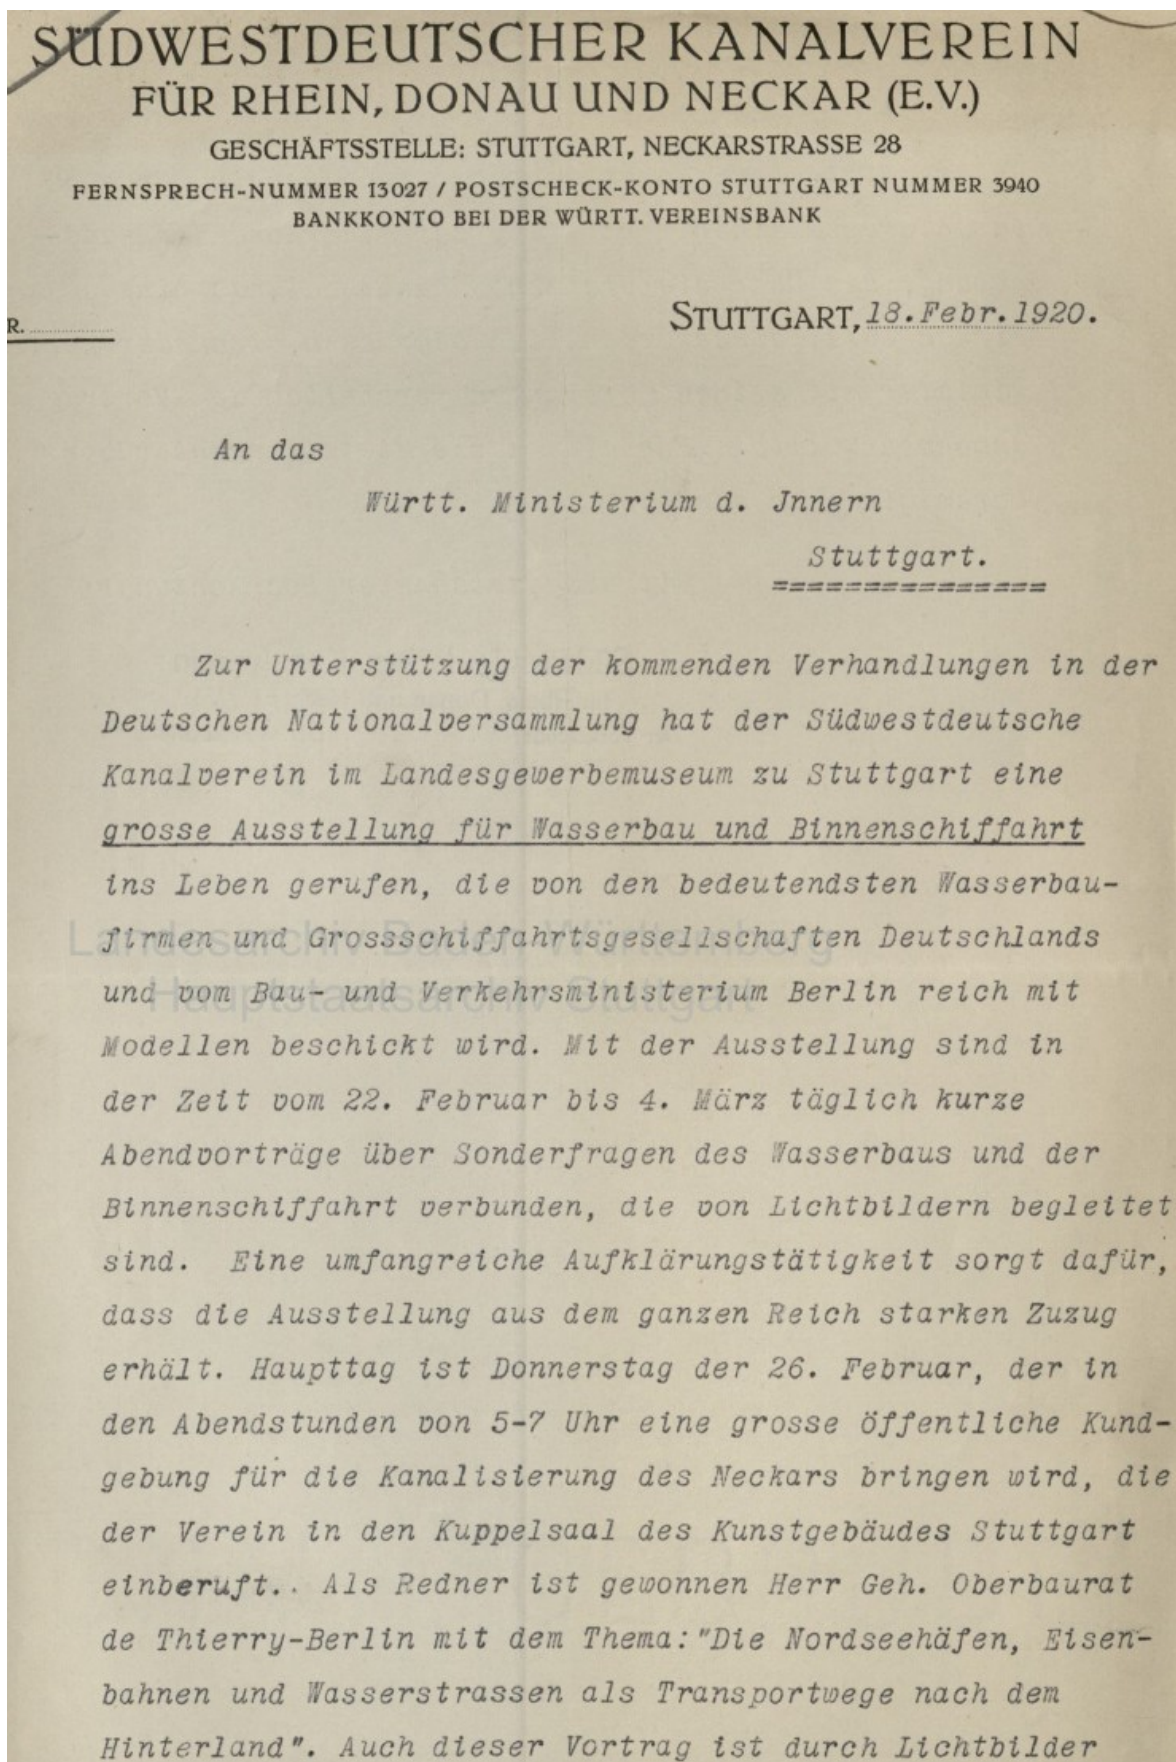 SÜDWESTDEUTSCHER KANALVEREIN
FÜR RHEIN, DONAU UND NECKAR (E.V.)
GESCHÄFTSSTELLE: STUTTGART, NECKARSTRASSE 28
FERNSPRECH-NUMMER 13027 / POSTSCHECK-KONTO STUTTGART NUMMER 3940
BANKKONTO BEI DER WÜRTT. VEREINSBANK
R. ............
STUTTGART, 18.Febr.1920.
An das
Württ. Ministerium d. Jnnern
Stuttgart.
===============
Zur Unterstützung der kommenden Verhandlungen in der
Deutschen Nationalversammlung hat der Südwestdeutsche
Kanalverein im Landesgewerbemuseum zu Stuttgart eine
grosse Ausstellung für Wasserbau und Binnenschiffahrt
ins Leben gerufen, die von den bedeutendsten Wasserbau-
firmen und Grossschiffahrtsgesellschaften Deutschlands
Landesarchiv Baden-Württemberg
und vom Bau- und Verkehrsministerium Berlin reich mit
Hauptstaatsarchiv Stuttgart
Modellen beschickt wird. Mit der Ausstellung sind in
der Zeit vom 22. Februar bis 4. März täglich kurze
Abendvorträge über Sonderfragen des Wasserbaus und der
Binnenschiffahrt verbunden, die von Lichtbildern begleitet
sind. Eine umfangreiche Aufklärungstätigkeit sorgt dafür,
dass die Ausstellung aus dem ganzen Reich starken Zuzug
erhält. Haupttag ist Donnerstag der 26. Februar, der in
den Abendstunden von 5-7 Uhr eine grosse öffentliche Kund-
gebung für die Kanalisierung des Neckars bringen wird, die
der Verein in den Kuppelsaal des Kunstgebäudes Stuttgart
einberuft.. Als Redner ist gewonnen Herr Geh. Oberbaurat
de Thierry-Berlin mit dem Thema:"Die Nordseehäfen, Eisen-
bahnen und Wasserstrassen als Transportwege nach dem
Hinterland". Auch dieser Vortrag ist durch Lichtbilder